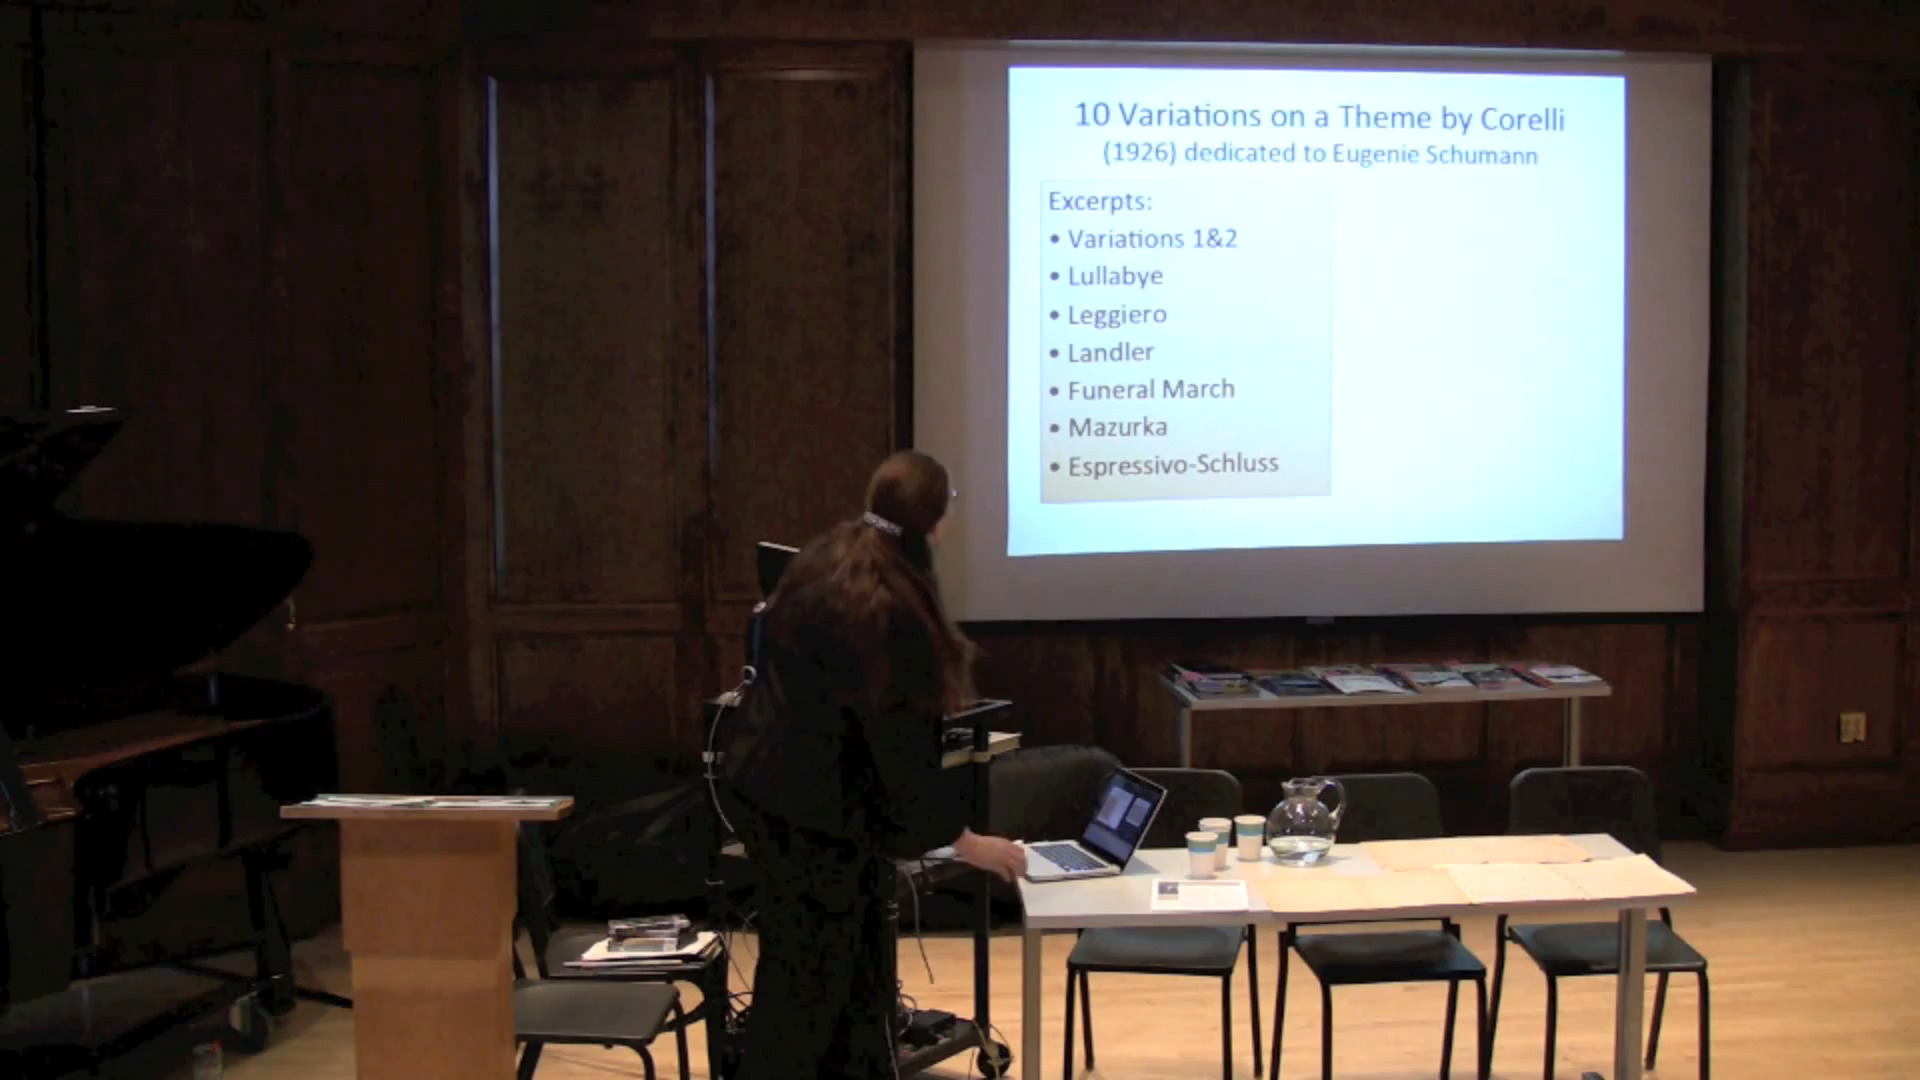 10 Variations on a Theme by Corelli
(1926) dedicated to Eugenie Schumann
Excerpts:
• Variations 1&2
• Lullabye
• Leggiero
• Landler
• Funeral March
• Mazurka
• Espressivo-Schluss